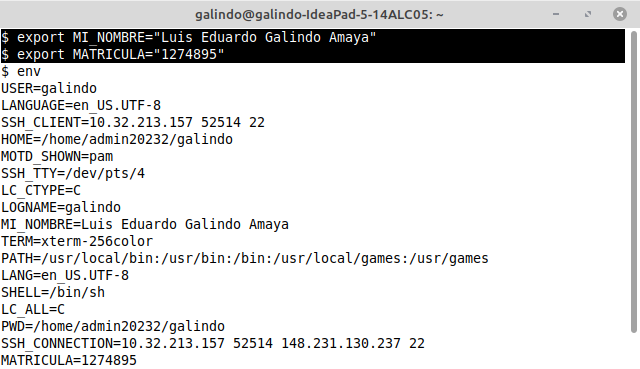 galindo@galindo-IdeaPad-5-14ALC05: ~
$ export MI_NOMBRE="Luis Eduardo Galindo Amaya"
$ export MATRICULA="1274895"
$ env
USER=galindo
LANGUAGE=en_US.UTF-8
SSH_CLIENT=10.32.213.157 52514 22
HOME=/home/admin20232/galindo
MOTD_SHOWN=pam
SSH_TTY=/dev/pts/4
LC_CTYPE=C
LOGNAME=galindo
MI_NOMBRE=Luis Eduardo Galindo Amaya
TERM=xterm-256color
PATH=/usr/local/bin:/usr/bin:/bin:/usr/local/games:/usr/games
LANG=en_US.UTF-8
SHELL=/bin/sh
LC_ALL=C
PWD=/home/admin20232/galindo
SSH_CONNECTION=10.32.213.157 52514 148.231.130.237 22
MATRICULA=1274895